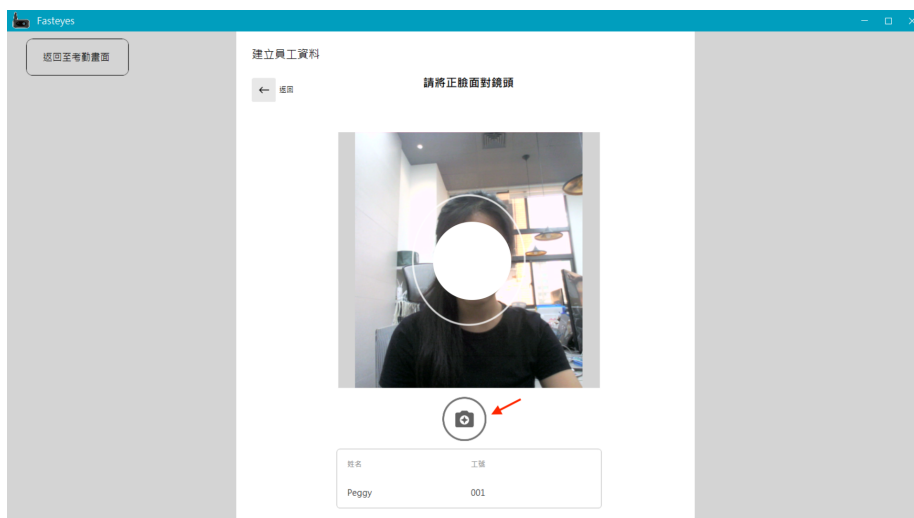 Fasteyes
返回至考勤畫面
建立員工資料
返回
請將正臉面對鏡頭
姓名 工號
Peggy 001